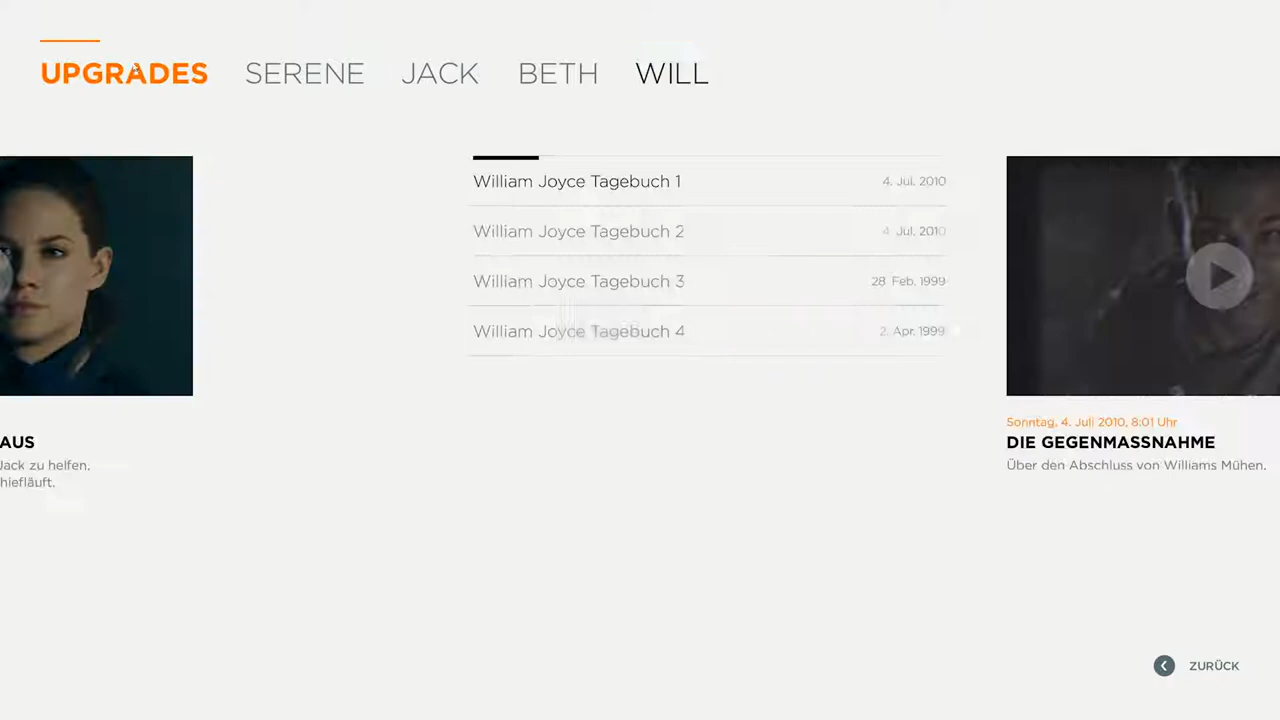 UPGRADES SERENE JACK BETH WILL
William Joyce Tagebuch 1 4. Jul. 2010
William Joyce Tagebuch 2 4 Jul. 2010
William Joyce Tagebuch 3 28 Feb. 1999
William Joyce Tagebuch 4 2. Apr. 1999
AUS
Jack zu helfen,
hiefläuft.
Sonntag, 4. Juli 2010, 8:01 Uhr
DIE GEGENMASSNAHME
Über den Abschluss von Williams Mühen.
ZURÜCK